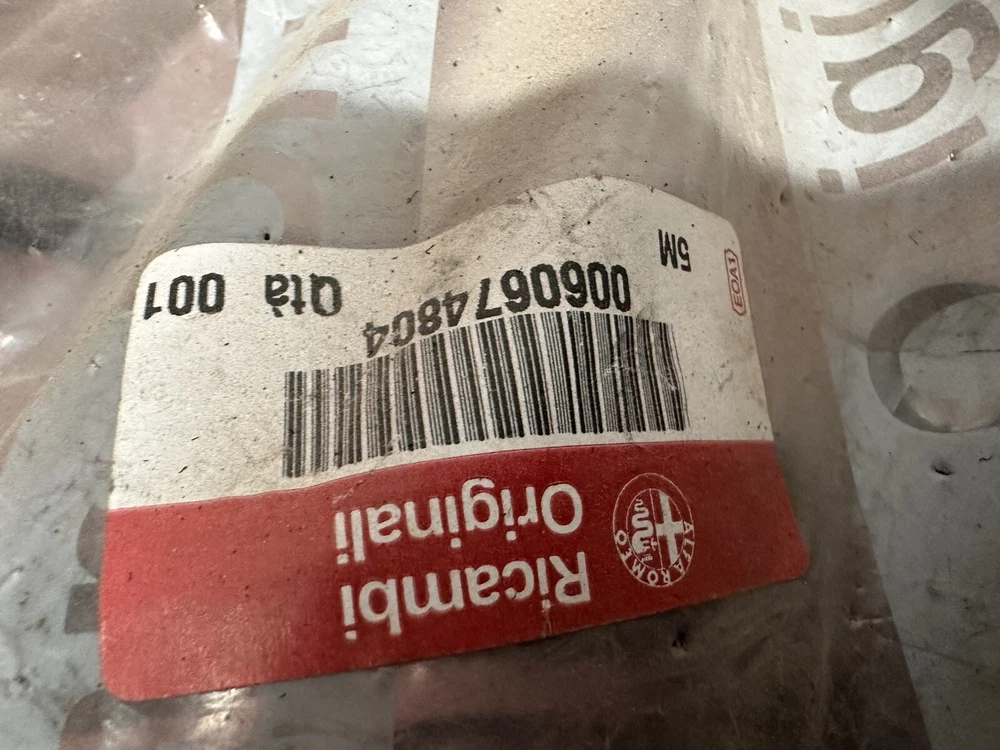 ALFA ROMEO
Ricambi
Originali
0060674804
5M
Qtà 001
EOA1